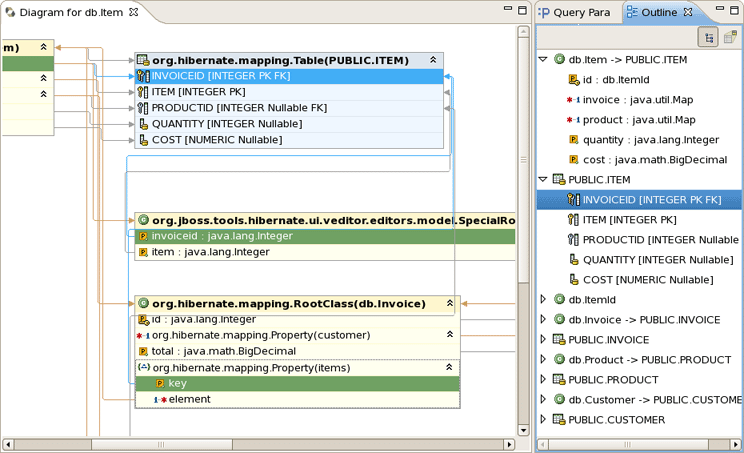 Diagram for db.Item
em)
org.hibernate.mapping.Table(PUBLIC.ITEM)
INVOICEID [INTEGER PK FK]
ITEM [INTEGER PK]
PRODUCTID [INTEGER Nullable FK]
QUANTITY [INTEGER Nullable]
COST [NUMERIC Nullable]
org.jboss.tools.hibernate.ui.veditor.editors.model.SpecialRo
invoiceid : java.lang.Integer
item : java.lang.Integer
org.hibernate.mapping.RootClass(db.Invoice)
id : java.lang.Integer
org.hibernate.mapping.Property(customer)
total : java.math.BigDecimal
org.hibernate.mapping.Property(items)
key
element
Query Para
Outline
db.Item -> PUBLIC.ITEM
id : db.ItemId
invoice : java.util.Map
product : java.util.Map
quantity : java.lang.Integer
cost : java.math.BigDecimal
PUBLIC.ITEM
INVOICEID [INTEGER PK FK]
ITEM [INTEGER PK]
PRODUCTID [INTEGER Nullable
QUANTITY [INTEGER Nullable]
COST [NUMERIC Nullable]
db.ItemId
db.Invoice -> PUBLIC.INVOICE
PUBLIC.INVOICE
db.Product -> PUBLIC.PRODUCT
PUBLIC.PRODUCT
db.Customer -> PUBLIC.CUSTOME
PUBLIC.CUSTOMER